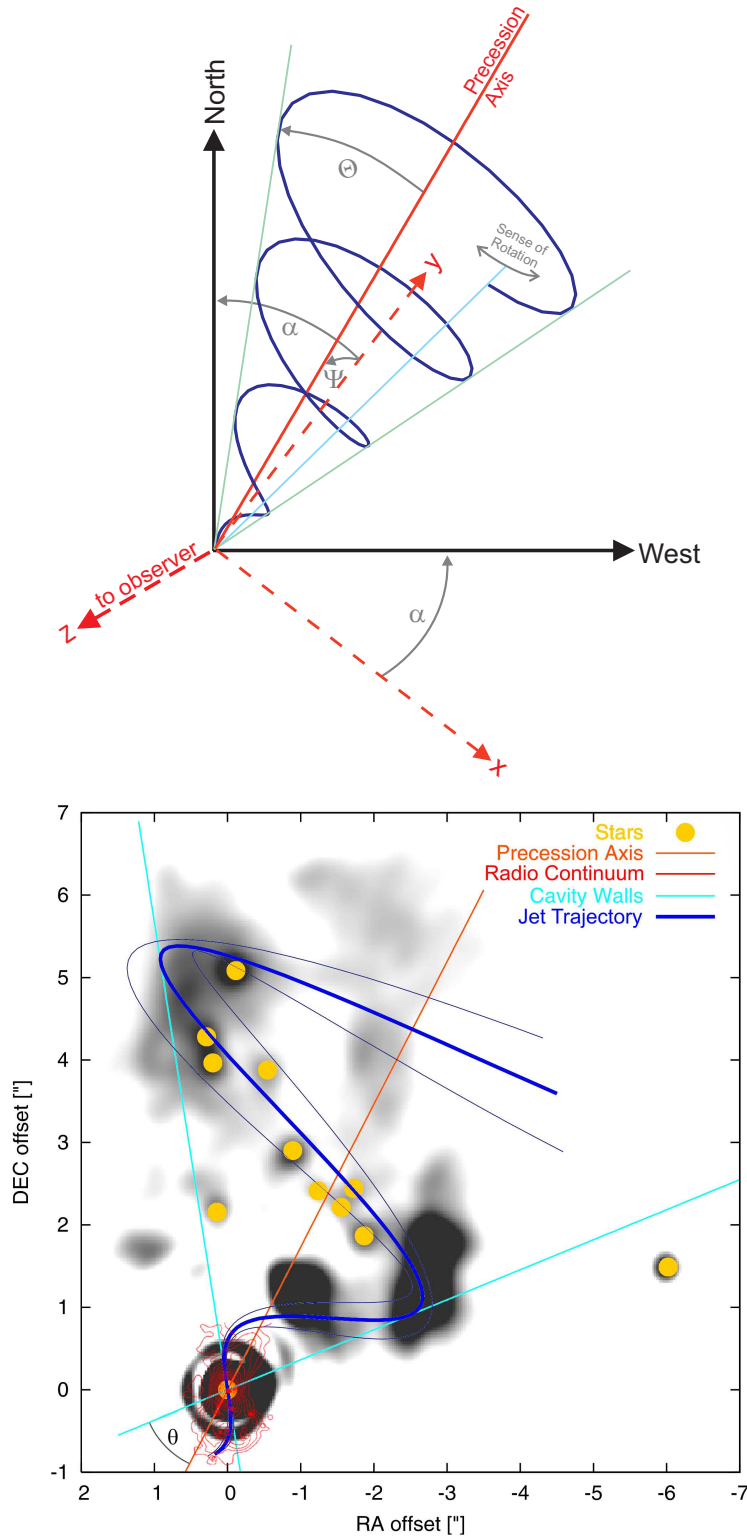 North
Precession
Axis
Θ
Sense of
Rotation
y
α
Ψ
to observer
z
West
α
x
7
6
5
4
3
2
1
0
-1
DEC offset ["]
Stars
Precession Axis
Radio Continuum
Cavity Walls
Jet Trajectory
θ
2 1 0 -1 -2 -3 -4 -5 -6 -7
RA offset ["]